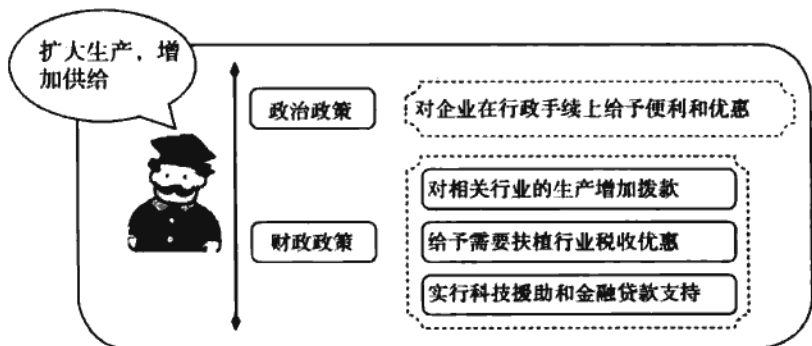 扩大生产，增
加供给
政治政策
对企业在行政手续上给予便利和优惠
对相关行业的生产增加拨款
财政政策
给予需要扶植行业税收优惠
实行科技援助和金融贷款支持